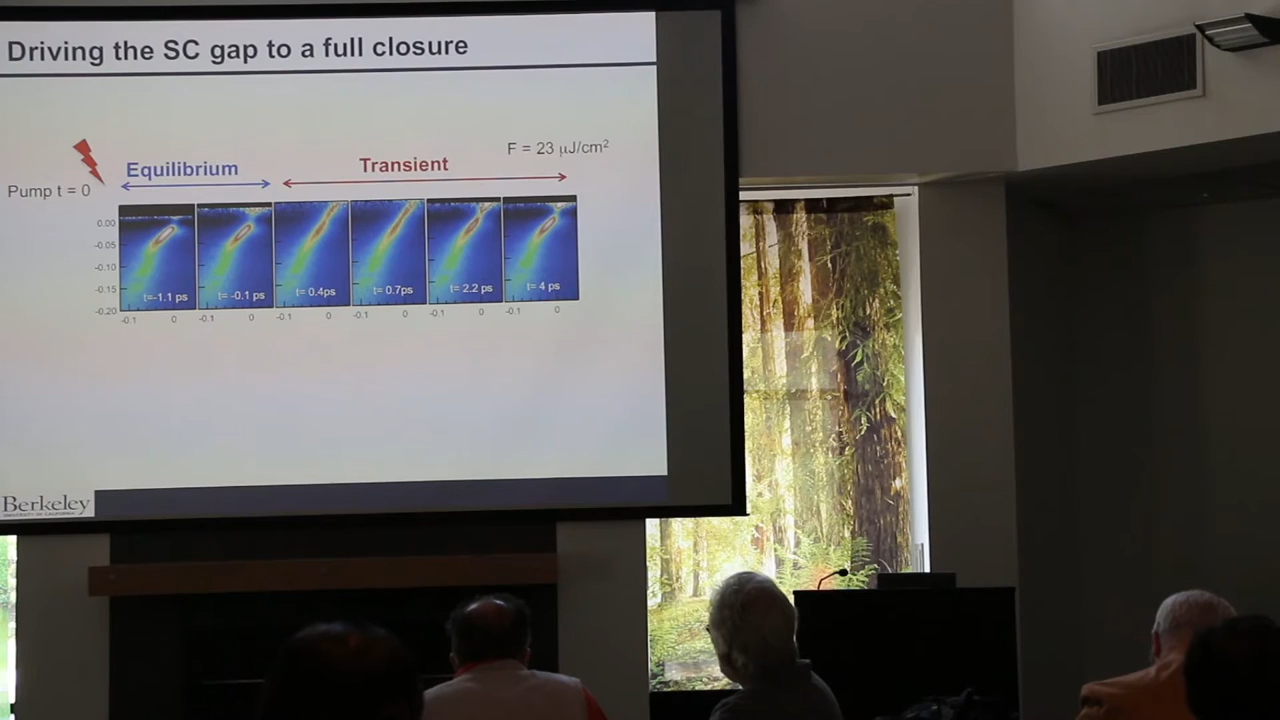 Driving the SC gap to a full closure
F = 23 μJ/cm²
Equilibrium
Transient
Pump t = 0
0.00
-0.05
-0.10
-0.15
-0.20
t=-1.1 ps
t= -0.1 ps
t= 0.4ps
t= 0.7ps
t= 2.2 ps
t= 4 ps
-0.1 0 -0.1 0 -0.1 0 -0.1 0 -0.1 0 -0.1 0
Berkeley
UNIVERSITY OF CALIFORNIA